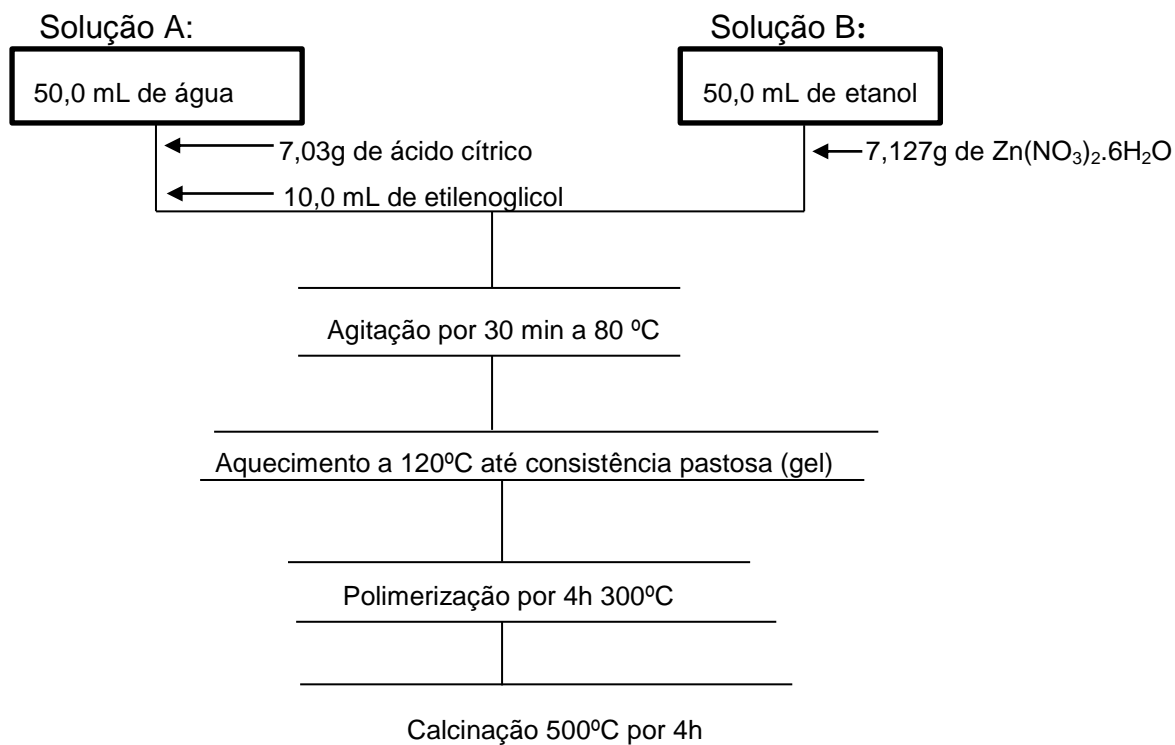 Solução A:
Solução B:
50,0 mL de água
50,0 mL de etanol
7,03g de ácido cítrico
7,127g de Zn(NO₃)₂.6H₂O
10,0 mL de etilenoglicol
Agitação por 30 min a 80 ºC
Aquecimento a 120ºC até consistência pastosa (gel)
Polimerização por 4h 300ºC
Calcinação 500ºC por 4h